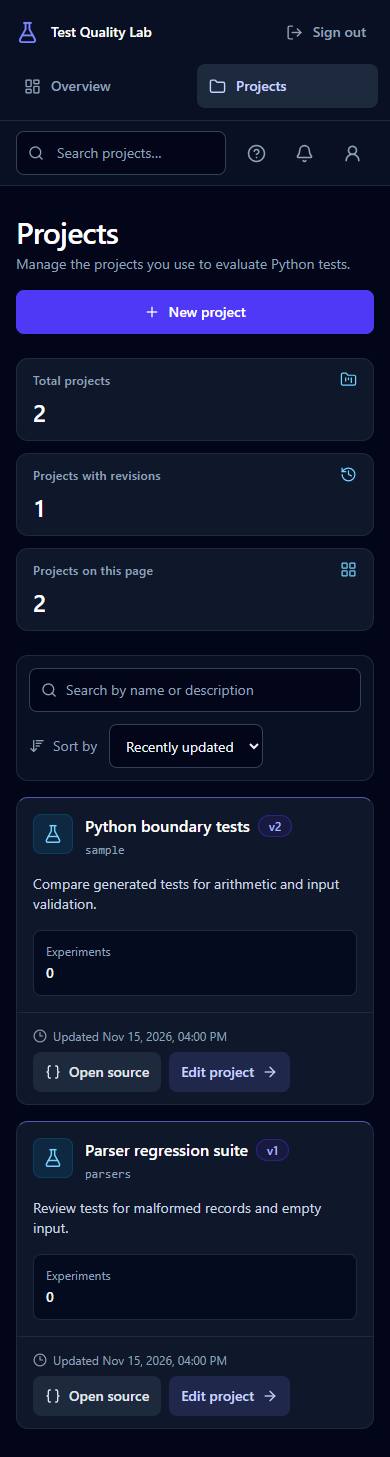 Test Quality Lab
Sign out
Overview
Projects
Search projects...
Projects
Manage the projects you use to evaluate Python tests.
New project
Total projects
2
Projects with revisions
1
Projects on this page
2
Search by name or description
Sort by
Recently updated
Python boundary tests v2
sample
Compare generated tests for arithmetic and input
validation.
Experiments
0
Updated Nov 15, 2026, 04:00 PM
Open source
Edit project
Parser regression suite v1
parsers
Review tests for malformed records and empty
input.
Experiments
0
Updated Nov 15, 2026, 04:00 PM
Open source
Edit project